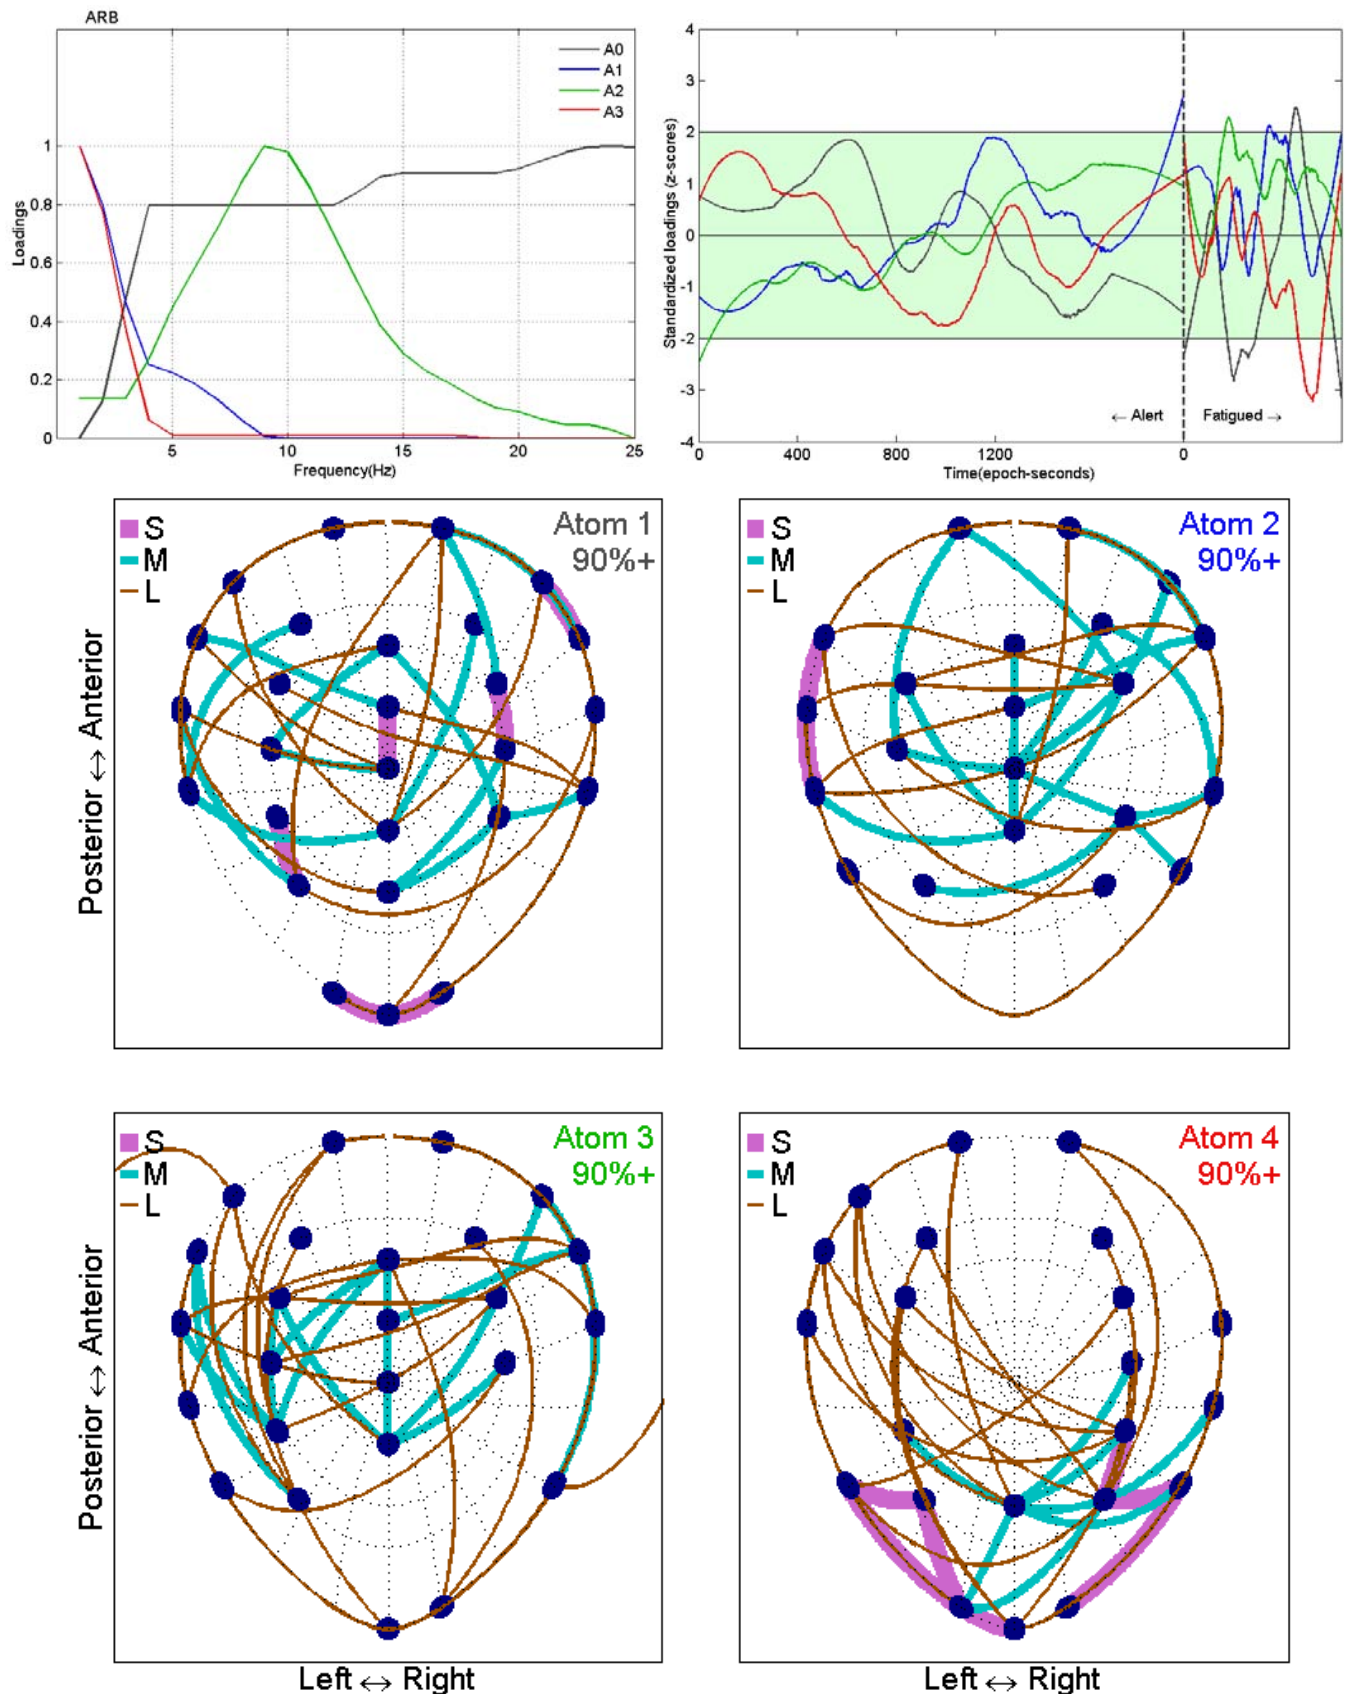 ARB
Loadings
1
0.8
0.6
0.4
0.2
0
5
10
15
20
25
Frequency(Hz)
A0
A1
A2
A3
Standardized loadings (z-scores)
4
3
2
1
0
-1
-2
-3
-4
← Alert
Fatigued →
0
400
800
1200
0
Time(epoch-seconds)
Posterior ↔ Anterior
S
M
L
Atom 1
90%+
S
M
L
Atom 2
90%+
Posterior ↔ Anterior
S
M
L
Atom 3
90%+
Left ↔ Right
S
M
L
Atom 4
90%+
Left ↔ Right